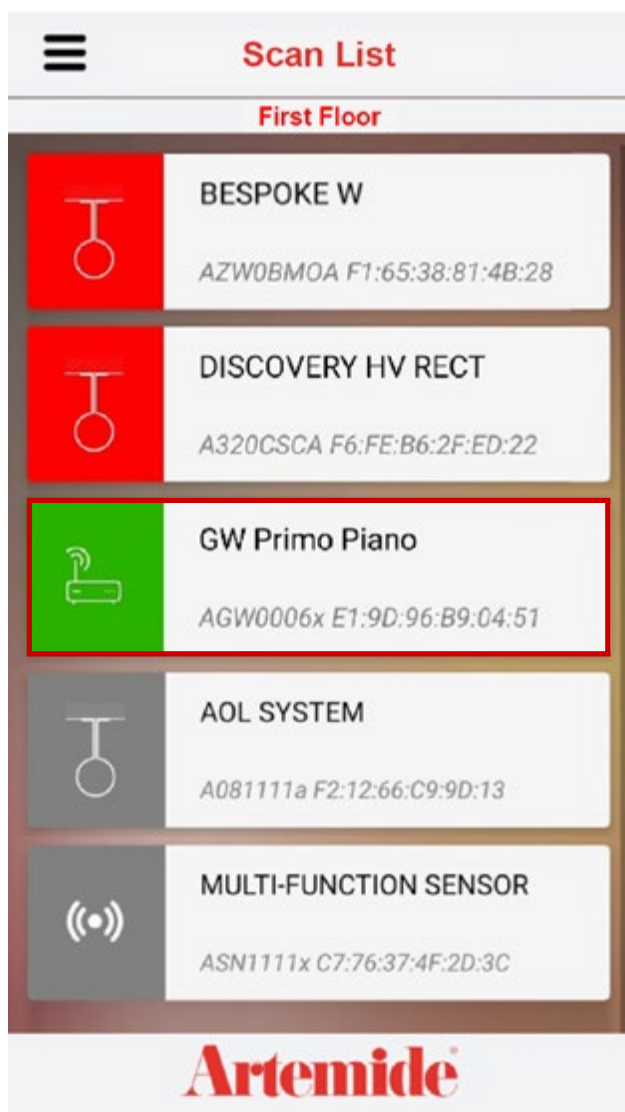 Scan List
First Floor
BESPOKE W
AZW0BMOA F1:65:38:81:4B:28
DISCOVERY HV RECT
A320CSCA F6:FE:B6:2F:ED:22
GW Primo Piano
AGW0006x E1:9D:96:B9:04:51
AOL SYSTEM
A081111a F2:12:66:C9:9D:13
MULTI-FUNCTION SENSOR
ASN1111x C7:76:37:4F:2D:3C
Artemide